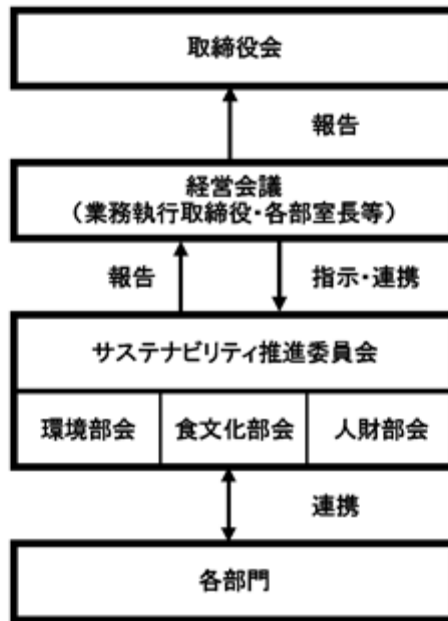 取締役会
報告
経営会議
（業務執行取締役・各部室長等）
報告
指示・連携
サステナビリティ推進委員会
環境部会
食文化部会
人財部会
連携
各部門